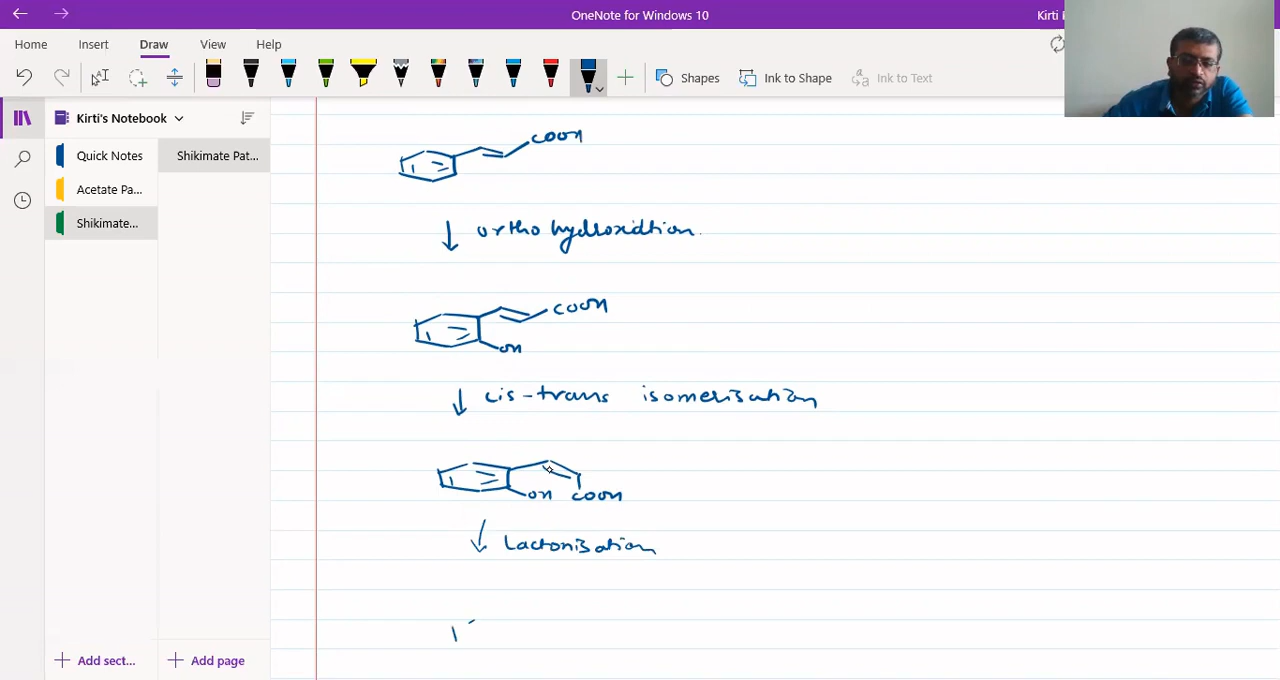 OneNote for Windows 10
Kirti
Home Insert Draw View Help
Shapes Ink to Shape Ink to Text
Kirti's Notebook
Quick Notes
Acetate Pa...
Shikimate...
Shikimate Pat...
COOH
ortho hydroxidtion.
COOH
OH
cis-trans isomerisation
OH COOH
Lactonisation
Add sect...
Add page